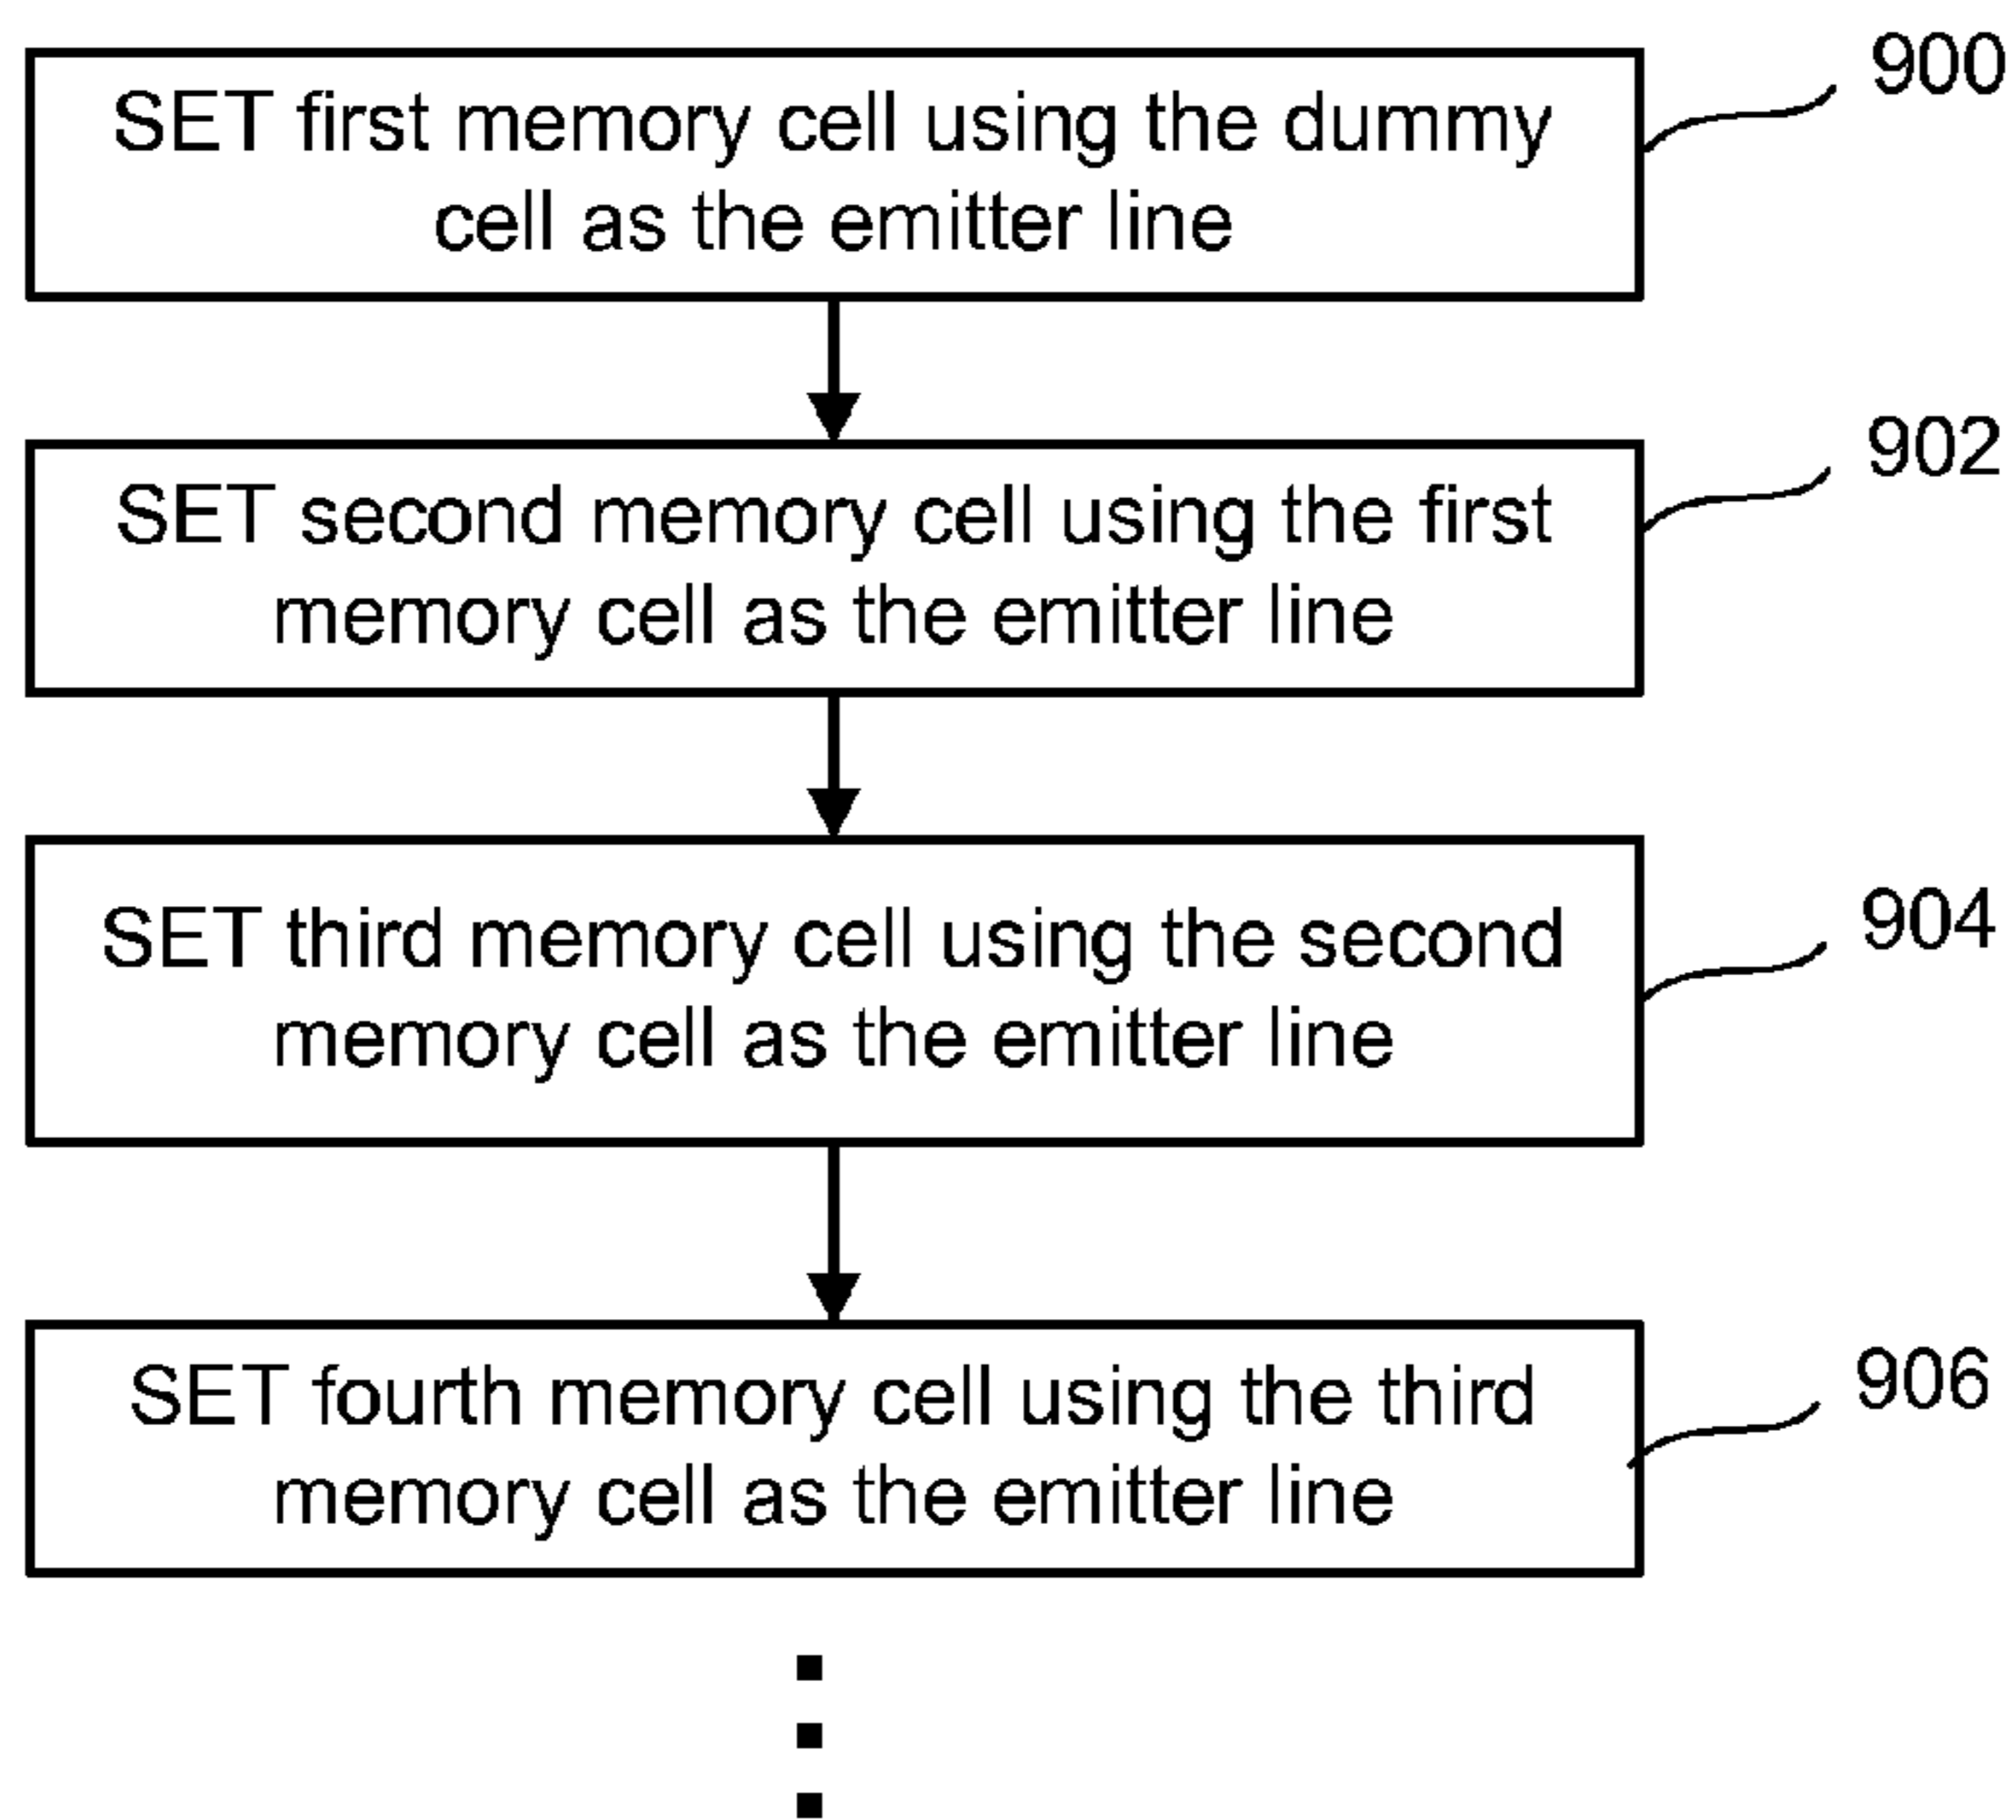 900
SET first memory cell using the dummy
cell as the emitter line
902
SET second memory cell using the first
memory cell as the emitter line
904
SET third memory cell using the second
memory cell as the emitter line
906
SET fourth memory cell using the third
memory cell as the emitter line